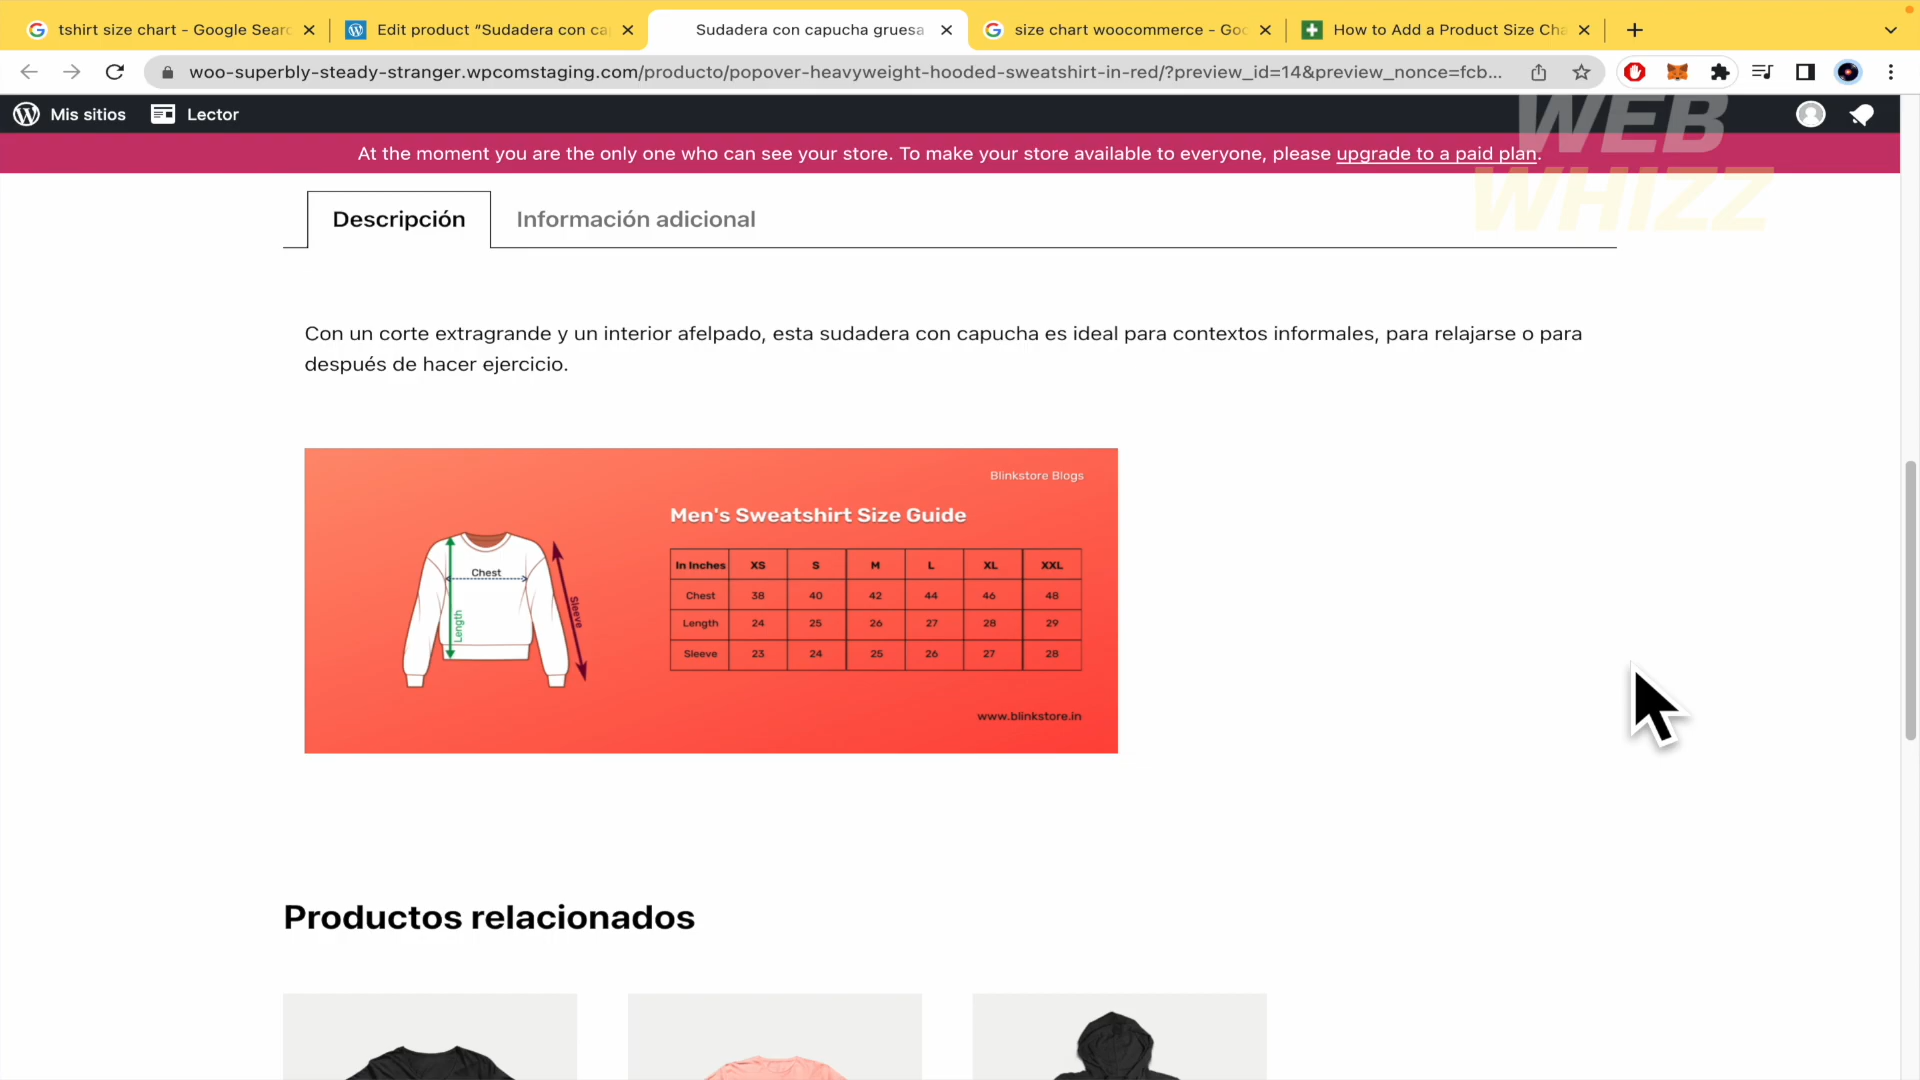 tshirt size chart - Google Searc
Edit product “Sudadera con ca
Sudadera con capucha gruesa
size chart woocommerce - Goo
How to Add a Product Size Cha
woo-superbly-steady-stranger.wpcomstaging.com/producto/popover-heavyweight-hooded-sweatshirt-in-red/?preview_id=14&preview_nonce=fcb...
Mis sitios
Lector
WEB
WHIZZ
At the moment you are the only one who can see your store. To make your store available to everyone, please upgrade to a paid plan.
Descripción
Información adicional
Con un corte extragrande y un interior afelpado, esta sudadera con capucha es ideal para contextos informales, para relajarse o para
después de hacer ejercicio.
Blinkstore Blogs
Men's Sweatshirt Size Guide
Chest
Length
Sleeve
In Inches XS S M L XL XXL
Chest 38 40 42 44 46 48
Length 24 25 26 27 28 29
Sleeve 23 24 25 26 27 28
www.blinkstore.in
Productos relacionados